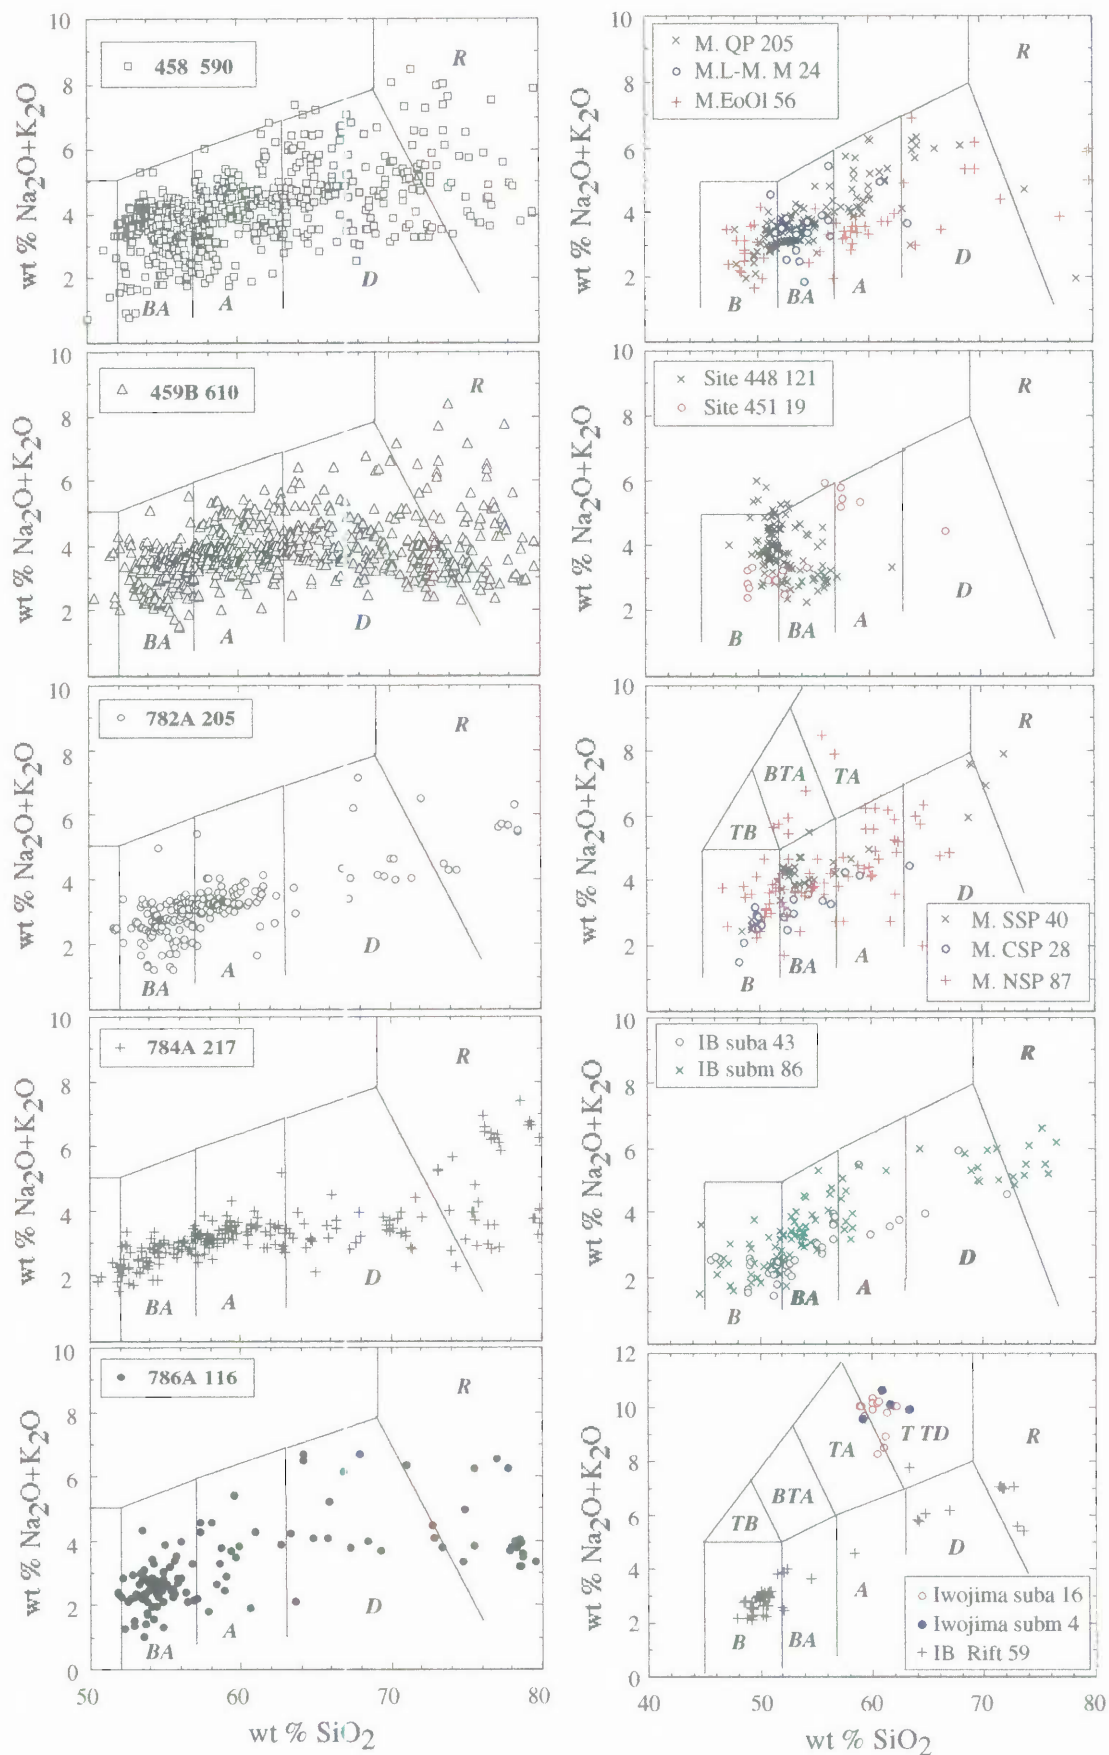 10
8
6
4
2
wt % Na2O+K2O
458 590
R
BA
A
D
10
8
6
4
2
wt % Na2O+K2O
459B 610
R
BA
A
D
10
8
6
4
2
wt % Na2O+K2O
782A 205
R
BA
A
D
10
8
6
4
2
wt % Na2O+K2O
784A 217
R
BA
A
D
10
8
6
4
2
0
wt % Na2O+K2O
786A 116
R
BA
A
D
50
60
70
80
wt % SiO2
10
8
6
4
2
wt % Na2O+K2O
M. QP 205
M.L-M. M 24
M.EoOl 56
R
B
BA
A
D
10
8
6
4
2
wt % Na2O+K2O
Site 448 121
Site 451 19
R
B
BA
A
D
10
8
6
4
2
wt % Na2O+K2O
R
BTA
TA
TB
B
BA
A
D
M. SSP 40
M. CSP 28
M. NSP 87
10
8
6
4
2
wt % Na2O+K2O
IB suba 43
IB subm 86
R
B
BA
A
D
12
10
8
6
4
2
0
wt % Na2O+K2O
TA
T TD
R
BTA
TB
B
BA
A
D
Iwojima suba 16
Iwojima subm 4
IB Rift 59
40
50
60
70
80
wt % SiO2